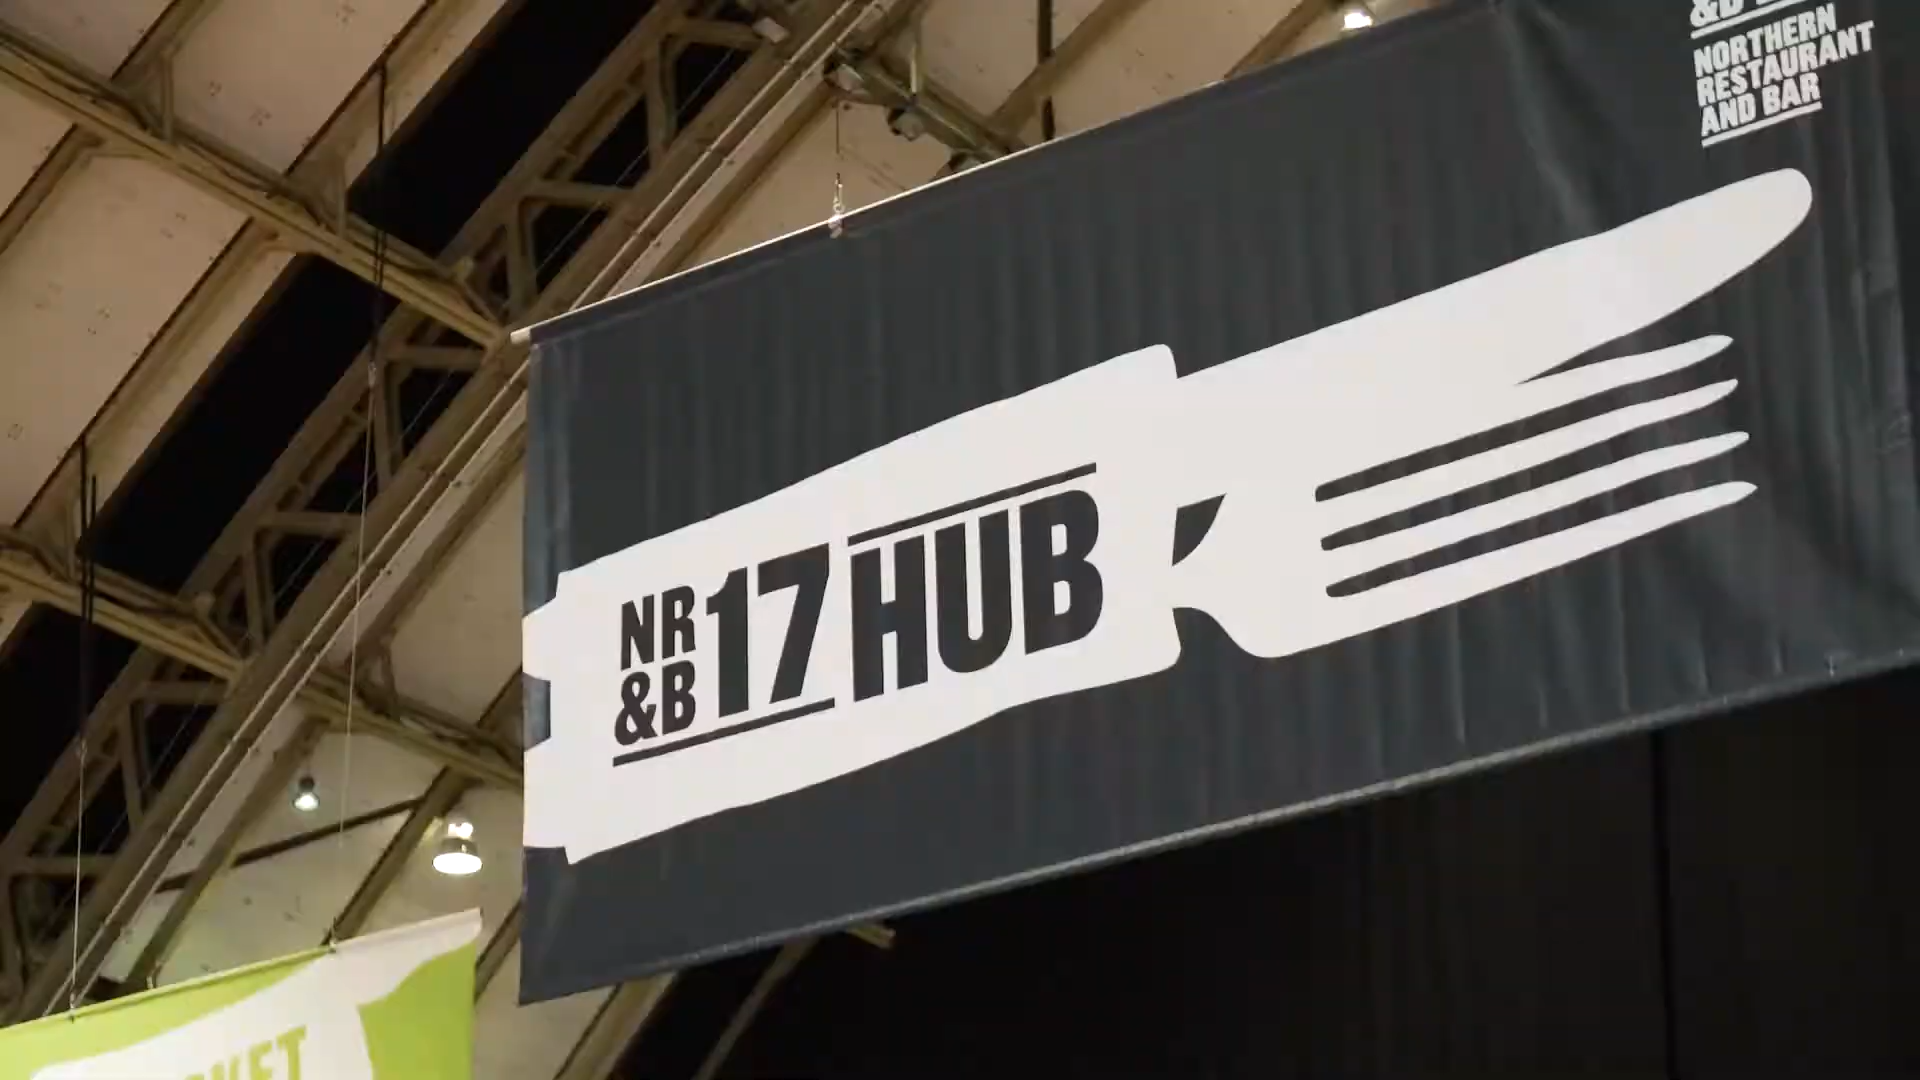 NORTHERN
RESTAURANT
AND BAR
NR
&B
17 HUB